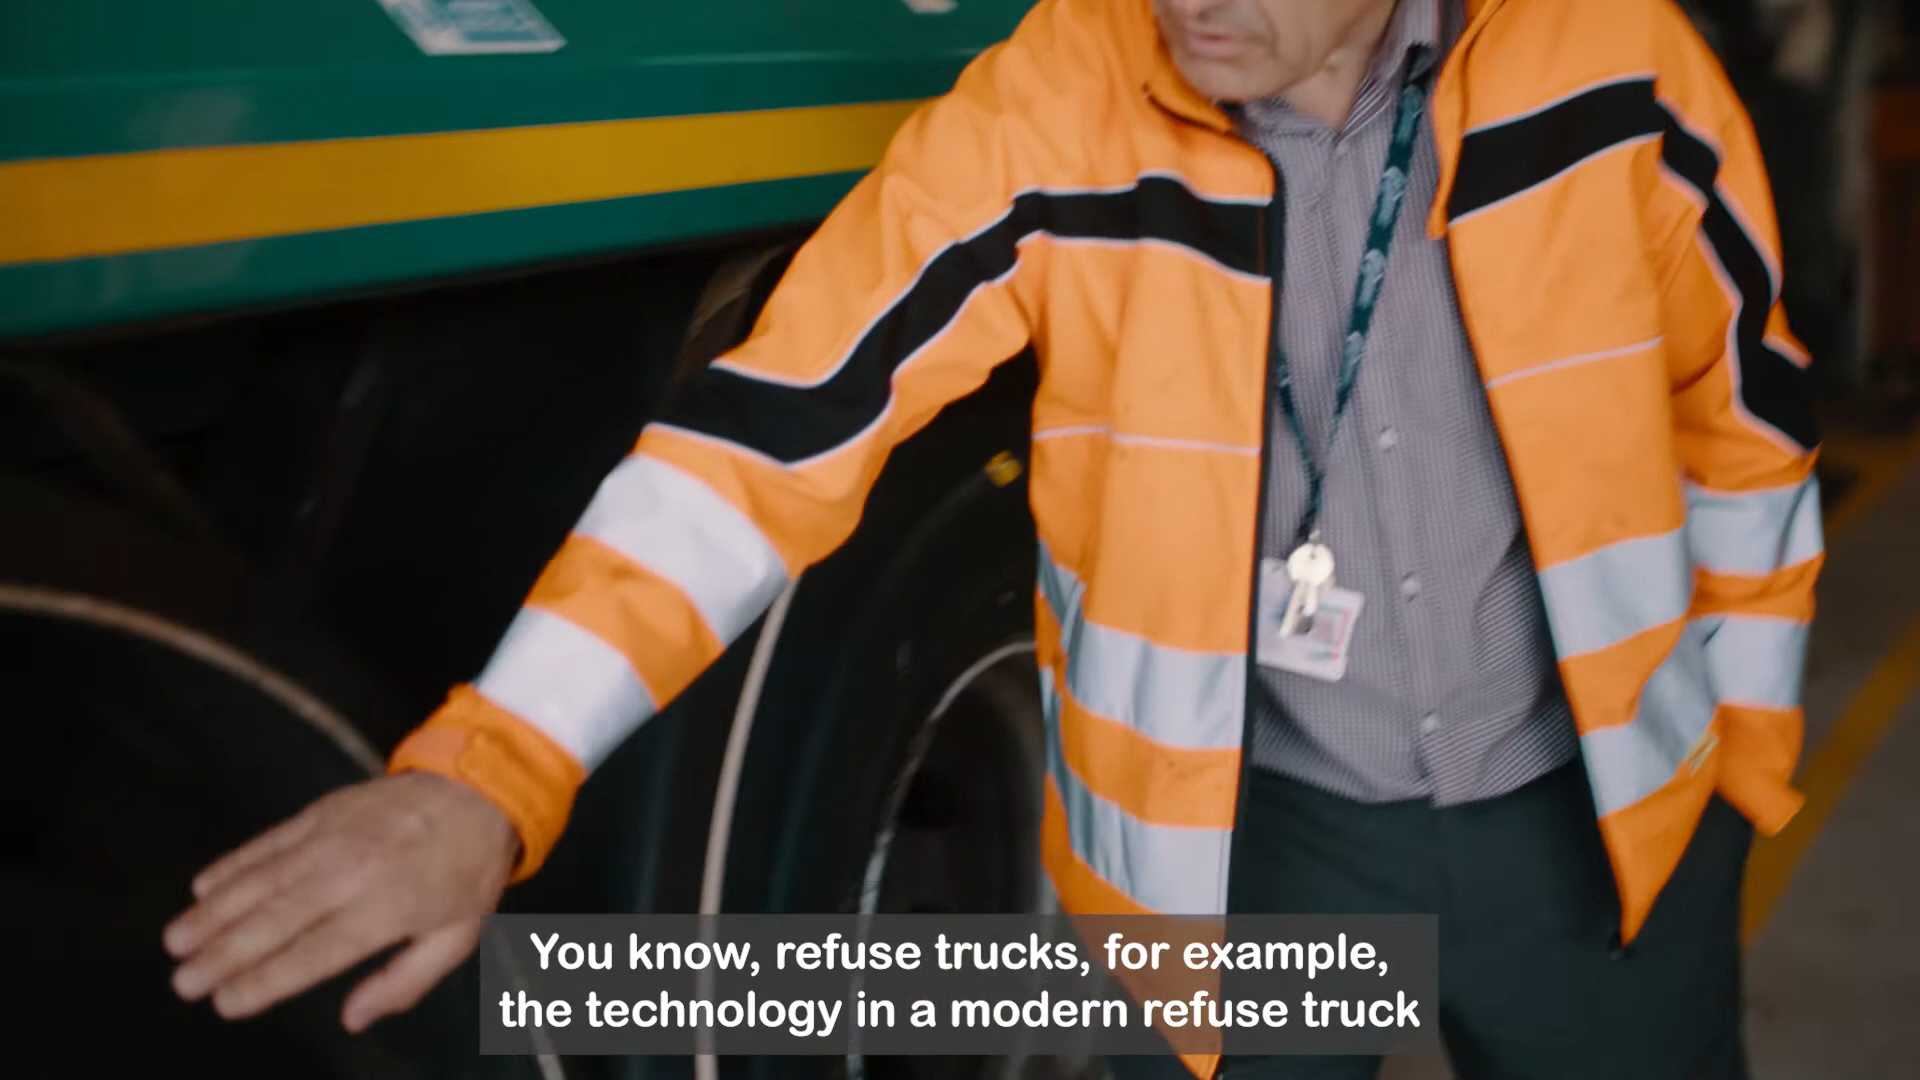 You know, refuse trucks, for example,
the technology in a modern refuse truck